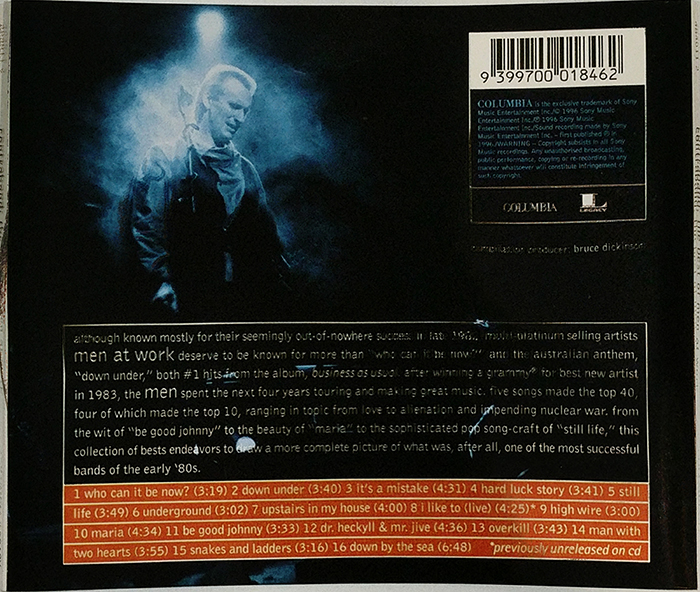 9 399700 018462
COLUMBIA is the exclusive trademark of Sony
Music Entertainment Inc./© 1996 Sony Music
Entertainment Inc./℗ 1996 Sony Music
Entertainment Inc./Sound recording made by Sony
Music Entertainment Inc. – first published ℗ in
1996./WARNING – Copyright subsists in all Sony
Music recordings. Any unauthorised broadcasting,
public performance, copying or re-recording in any
manner whatsoever will constitute infringement of
such copyright.
COLUMBIA LEGACY
compilation producer: bruce dickinson
although known mostly for their seemingly out-of-nowhere success in late 1982, multi-platinum selling artists
men at work deserve to be known for more than "who can it be now?" and the australian anthem,
"down under," both #1 hits from the album, business as usual. after winning a grammy® for best new artist
in 1983, the men spent the next four years touring and making great music. five songs made the top 40,
four of which made the top 10, ranging in topic from love to alienation and impending nuclear war. from
the wit of "be good johnny" to the beauty of "maria" to the sophisticated pop song-craft of "still life," this
collection of bests endeavors to draw a more complete picture of what was, after all, one of the most successful
bands of the early '80s.
1 who can it be now? (3:19) 2 down under (3:40) 3 it's a mistake (4:31) 4 hard luck story (3:41) 5 still
life (3:49) 6 underground (3:02) 7 upstairs in my house (4:00) 8 i like to (live) (4:25)* 9 high wire (3:00)
10 maria (4:34) 11 be good johnny (3:33) 12 dr. heckyll & mr. jive (4:36) 13 overkill (3:43) 14 man with
two hearts (3:55) 15 snakes and ladders (3:16) 16 down by the sea (6:48) *previously unreleased on cd